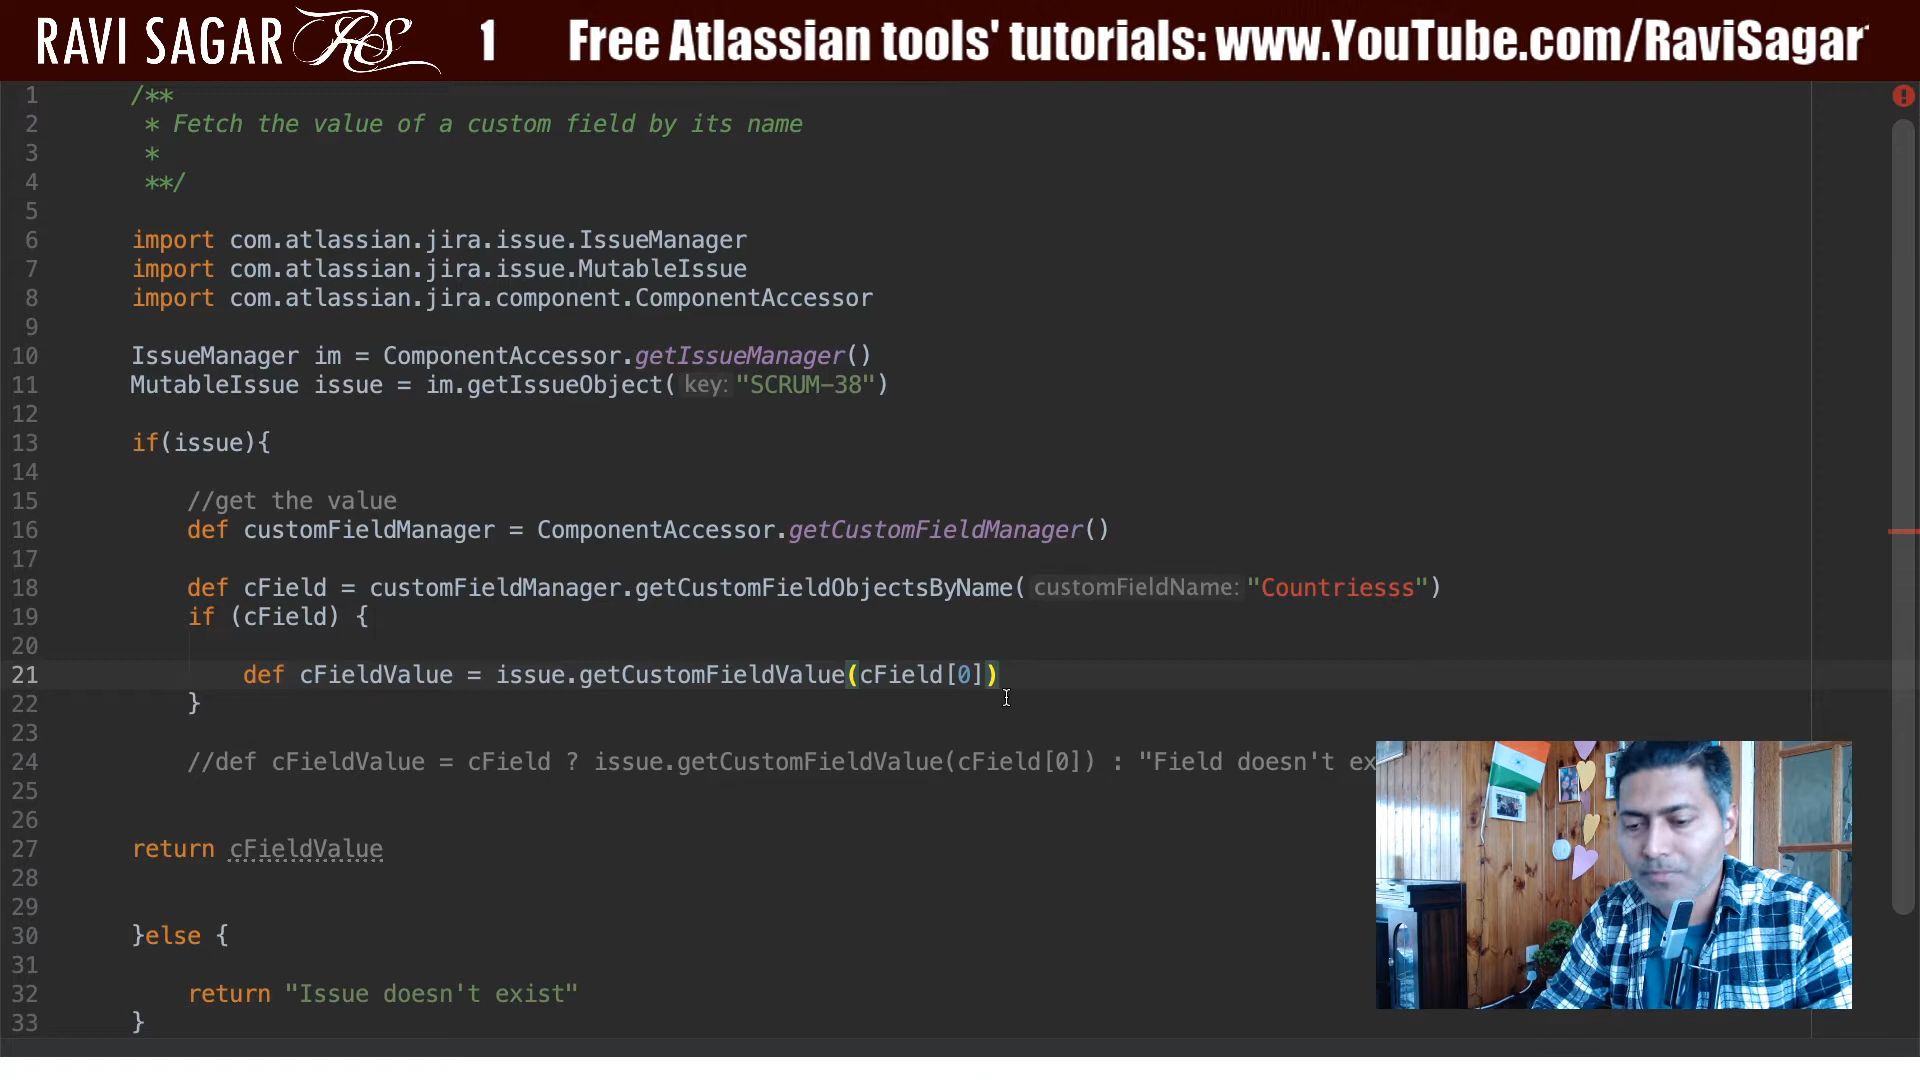 RAVI SAGAR RS 1 Free Atlassian tools' tutorials: www.YouTube.com/RaviSagar
1 /**
2 * Fetch the value of a custom field by its name
3 *
4 **/
5
6 import com.atlassian.jira.issue.IssueManager
7 import com.atlassian.jira.issue.MutableIssue
8 import com.atlassian.jira.component.ComponentAccessor
9
10 IssueManager im = ComponentAccessor.getIssueManager()
11 MutableIssue issue = im.getIssueObject( key: "SCRUM-38")
12
13 if(issue){
14
15 //get the value
16 def customFieldManager = ComponentAccessor.getCustomFieldManager()
17
18 def cField = customFieldManager.getCustomFieldObjectsByName( customFieldName: "Countriesss")
19 if (cField) {
20
21 def cFieldValue = issue.getCustomFieldValue(cField[0])
22 }
23
24 //def cFieldValue = cField ? issue.getCustomFieldValue(cField[0]) : "Field doesn't ex
25
26
27 return cFieldValue
28
29
30 }else {
31
32 return "Issue doesn't exist"
33 }